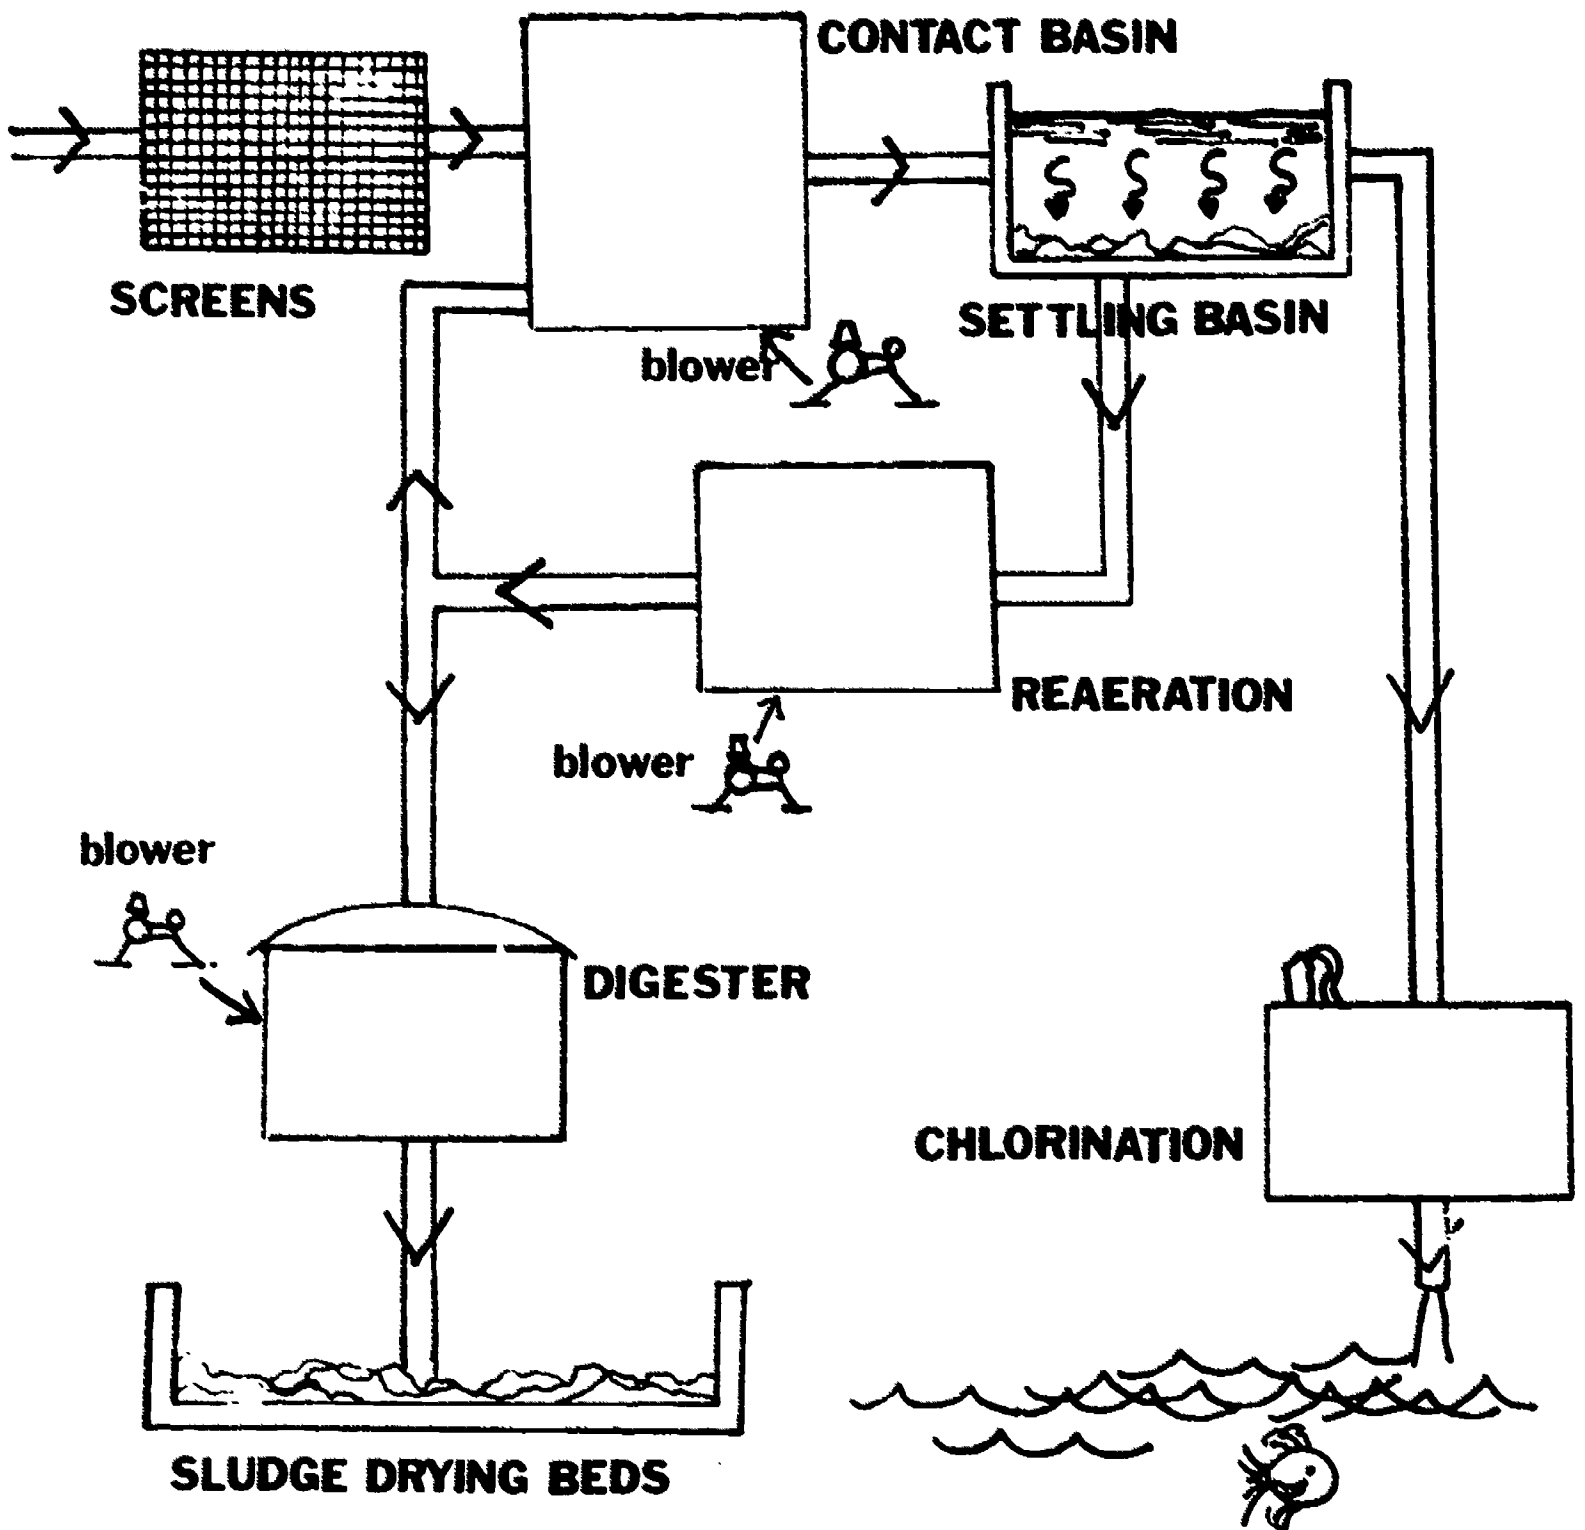 CONTACT BASIN
SCREENS
SETTLING BASIN
blower
REAERATION
blower
blower
DIGESTER
CHLORINATION
SLUDGE DRYING BEDS